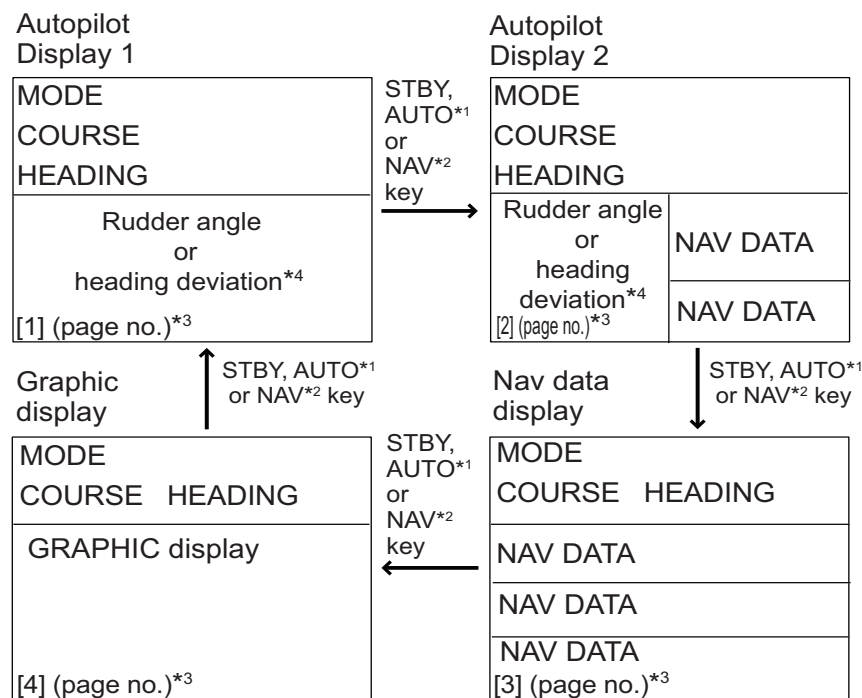 Autopilot
Display 1
MODE
COURSE
HEADING
Rudder angle
or
heading deviation*4
[1] (page no.)*3
STBY,
AUTO*1
or
NAV*2
key
Autopilot
Display 2
MODE
COURSE
HEADING
Rudder angle
or
heading
deviation*4
[2] (page no.)*3
NAV DATA
NAV DATA
STBY, AUTO*1
or NAV*2 key
Nav data
display
MODE
COURSE HEADING
NAV DATA
NAV DATA
NAV DATA
[3] (page no.)*3
STBY,
AUTO*1
or
NAV*2
key
Graphic
display
MODE
COURSE HEADING
GRAPHIC display
[4] (page no.)*3
STBY, AUTO*1
or NAV*2 key